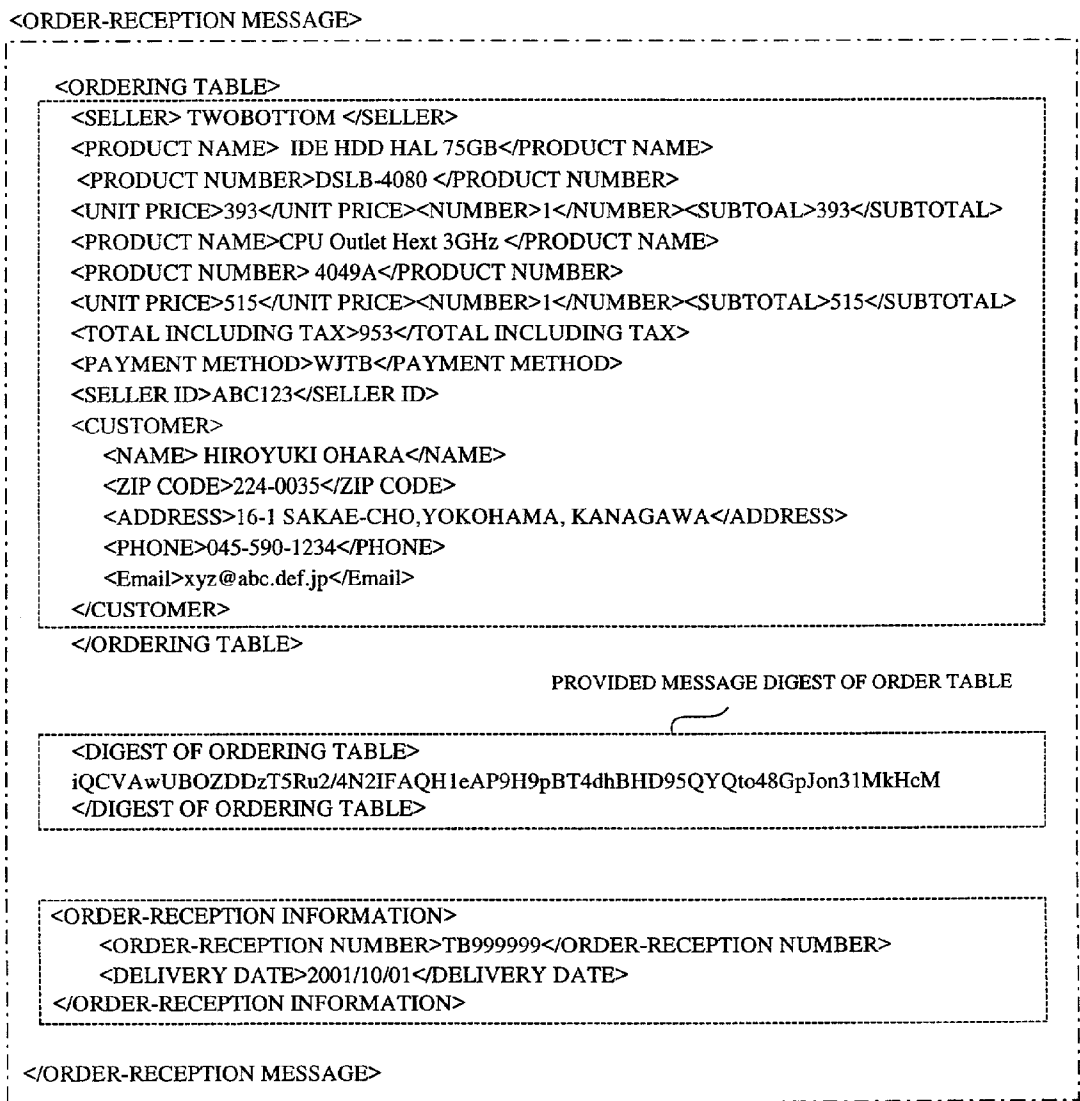 <ORDER-RECEPTION MESSAGE>
<ORDERING TABLE>
<SELLER> TWOBOTTOM </SELLER>
<PRODUCT NAME> IDE HDD HAL 75GB</PRODUCT NAME>
<PRODUCT NUMBER>DSLB-4080 </PRODUCT NUMBER>
<UNIT PRICE>393</UNIT PRICE><NUMBER>1</NUMBER><SUBTOAL>393</SUBTOTAL>
<PRODUCT NAME>CPU Outlet Hext 3GHz </PRODUCT NAME>
<PRODUCT NUMBER> 4049A</PRODUCT NUMBER>
<UNIT PRICE>515</UNIT PRICE><NUMBER>1</NUMBER><SUBTOTAL>515</SUBTOTAL>
<TOTAL INCLUDING TAX>953</TOTAL INCLUDING TAX>
<PAYMENT METHOD>WJTB</PAYMENT METHOD>
<SELLER ID>ABC123</SELLER ID>
<CUSTOMER>
<NAME> HIROYUKI OHARA</NAME>
<ZIP CODE>224-0035</ZIP CODE>
<ADDRESS>16-1 SAKAE-CHO,YOKOHAMA, KANAGAWA</ADDRESS>
<PHONE>045-590-1234</PHONE>
<Email>xyz@abc.def.jp</Email>
</CUSTOMER>
</ORDERING TABLE>
PROVIDED MESSAGE DIGEST OF ORDER TABLE
<DIGEST OF ORDERING TABLE>
iQCVAwUBOZDDzT5Ru2/4N2IFAQH1eAP9H9pBT4dhBHD95QYQto48GpJon31MkHcM
</DIGEST OF ORDERING TABLE>
<ORDER-RECEPTION INFORMATION>
<ORDER-RECEPTION NUMBER>TB999999</ORDER-RECEPTION NUMBER>
<DELIVERY DATE>2001/10/01</DELIVERY DATE>
</ORDER-RECEPTION INFORMATION>
</ORDER-RECEPTION MESSAGE>